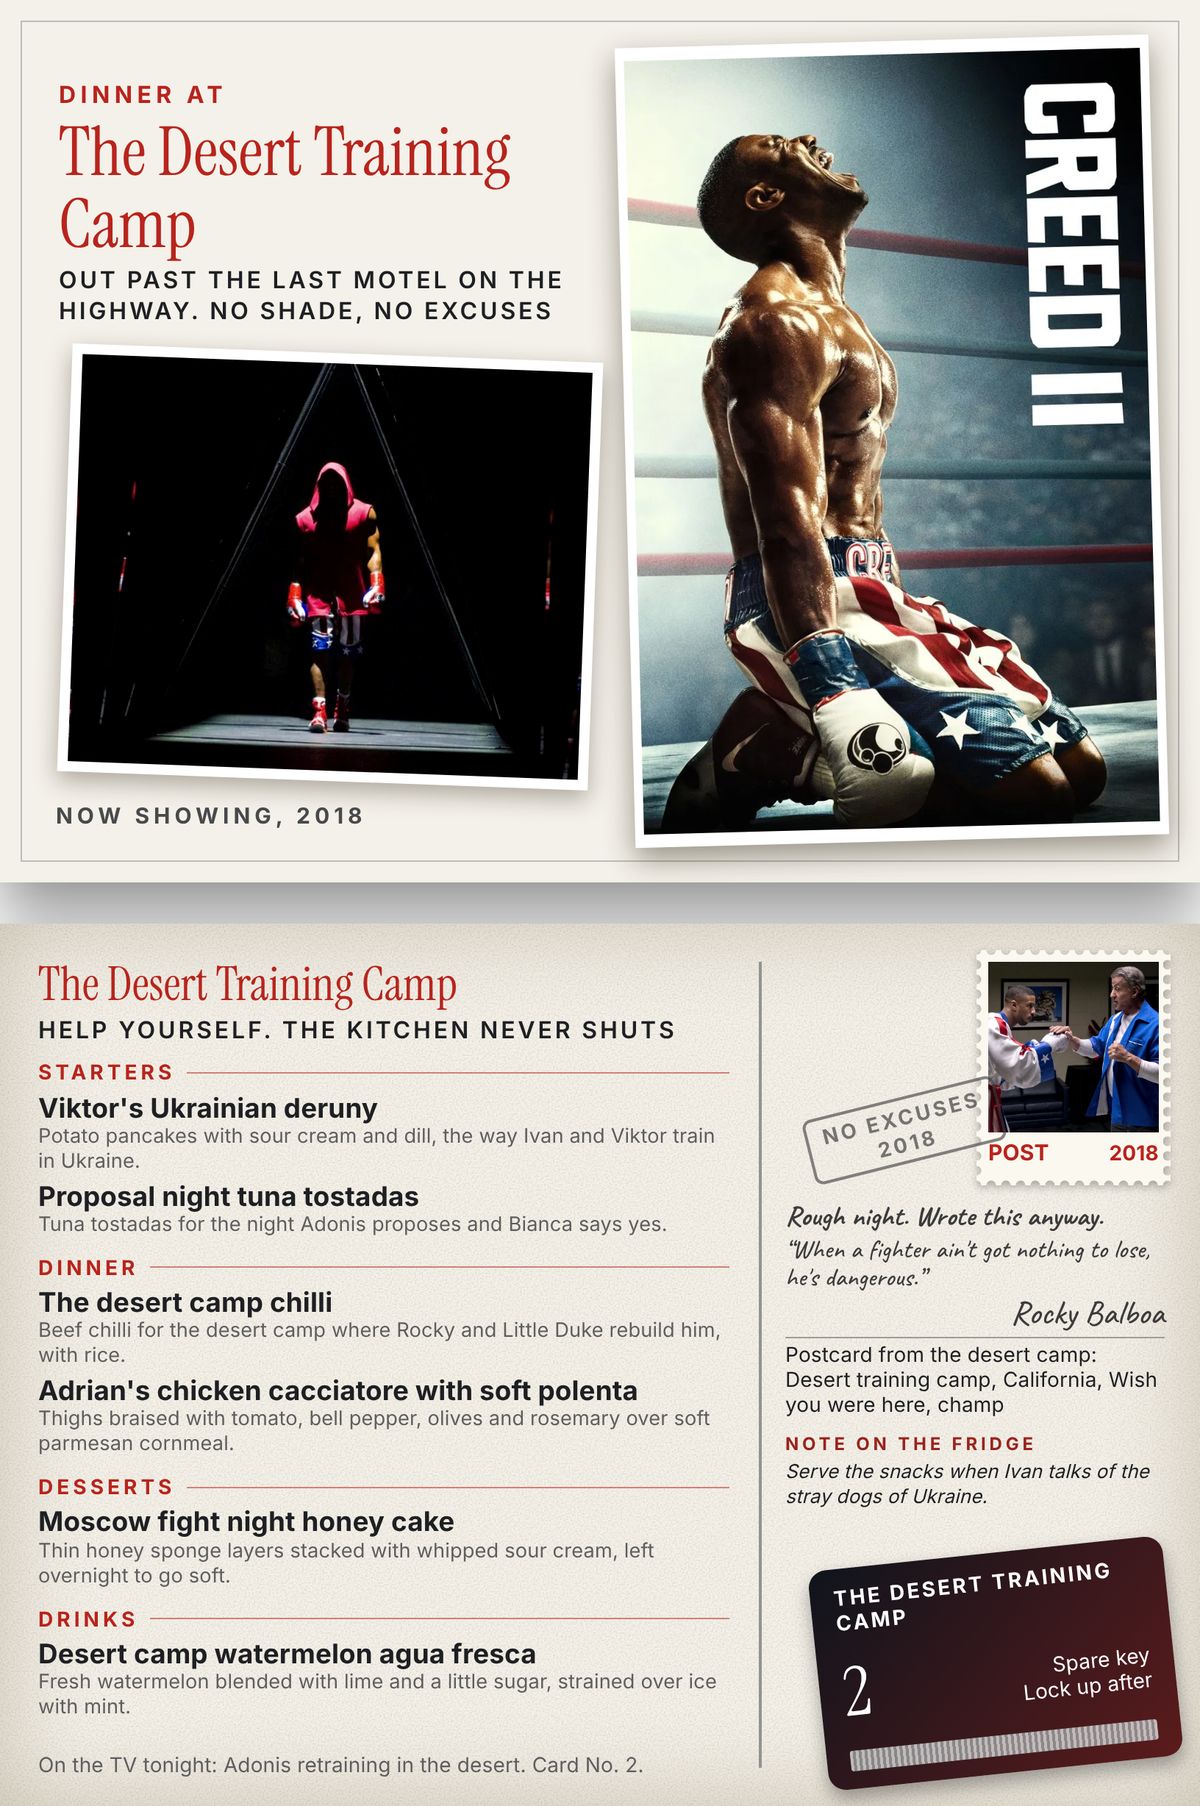 DINNER AT
The Desert Training
Camp
OUT PAST THE LAST MOTEL ON THE
HIGHWAY. NO SHADE, NO EXCUSES
CREED II
CRE
NOW SHOWING, 2018
The Desert Training Camp
HELP YOURSELF. THE KITCHEN NEVER SHUTS
STARTERS
Viktor's Ukrainian deruny
Potato pancakes with sour cream and dill, the way Ivan and Viktor train
in Ukraine.
Proposal night tuna tostadas
Tuna tostadas for the night Adonis proposes and Bianca says yes.
DINNER
The desert camp chilli
Beef chilli for the desert camp where Rocky and Little Duke rebuild him,
with rice.
Adrian's chicken cacciatore with soft polenta
Thighs braised with tomato, bell pepper, olives and rosemary over soft
parmesan cornmeal.
DESSERTS
Moscow fight night honey cake
Thin honey sponge layers stacked with whipped sour cream, left
overnight to go soft.
DRINKS
Desert camp watermelon agua fresca
Fresh watermelon blended with lime and a little sugar, strained over ice
with mint.
On the TV tonight: Adonis retraining in the desert. Card No. 2.
NO EXCUSES
2018
POST 2018
Rough night. Wrote this anyway.
“When a fighter ain't got nothing to lose,
he's dangerous.”
Rocky Balboa
Postcard from the desert camp:
Desert training camp, California, Wish
you were here, champ
NOTE ON THE FRIDGE
Serve the snacks when Ivan talks of the
stray dogs of Ukraine.
THE DESERT TRAINING
CAMP
2
Spare key
Lock up after